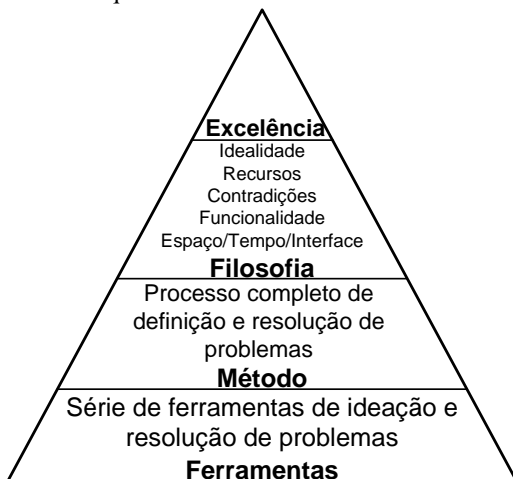 Excelência
Idealidade
Recursos
Contradições
Funcionalidade
Espaço/Tempo/Interface
Filosofia
Processo completo de
definição e resolução de
problemas
Método
Série de ferramentas de ideação e
resolução de problemas
Ferramentas